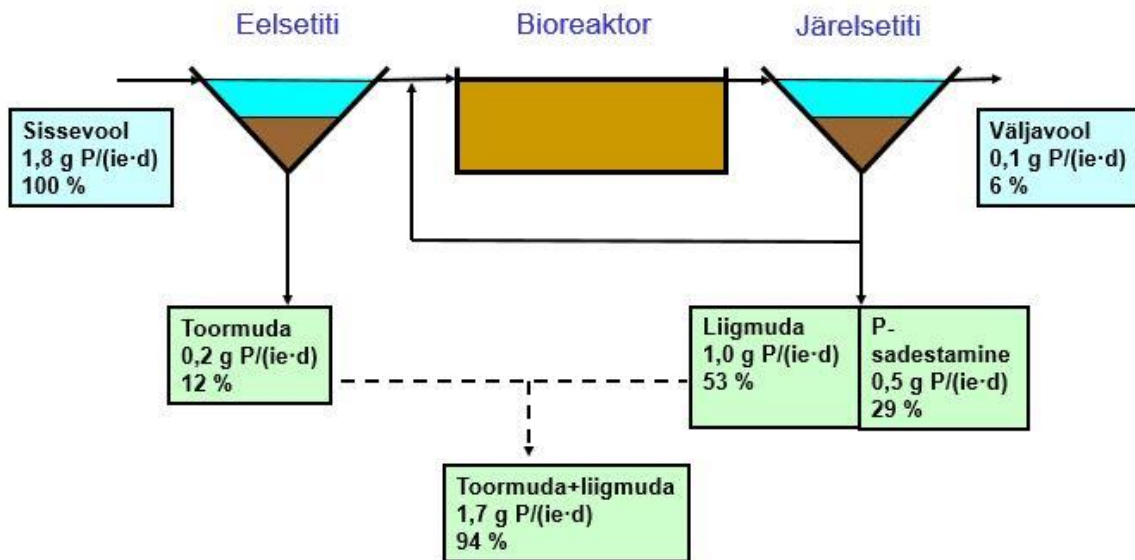 Eelsetiti
Bioreaktor
Järelsetiti
Sissevool
1,8 g P/(ie·d)
100 %
Väljavool
0,1 g P/(ie·d)
6 %
Toormuda
0,2 g P/(ie·d)
12 %
Liigmuda
1,0 g P/(ie·d)
53 %
P-
sadestamine
0,5 g P/(ie·d)
29 %
Toormuda+liigmuda
1,7 g P/(ie·d)
94 %